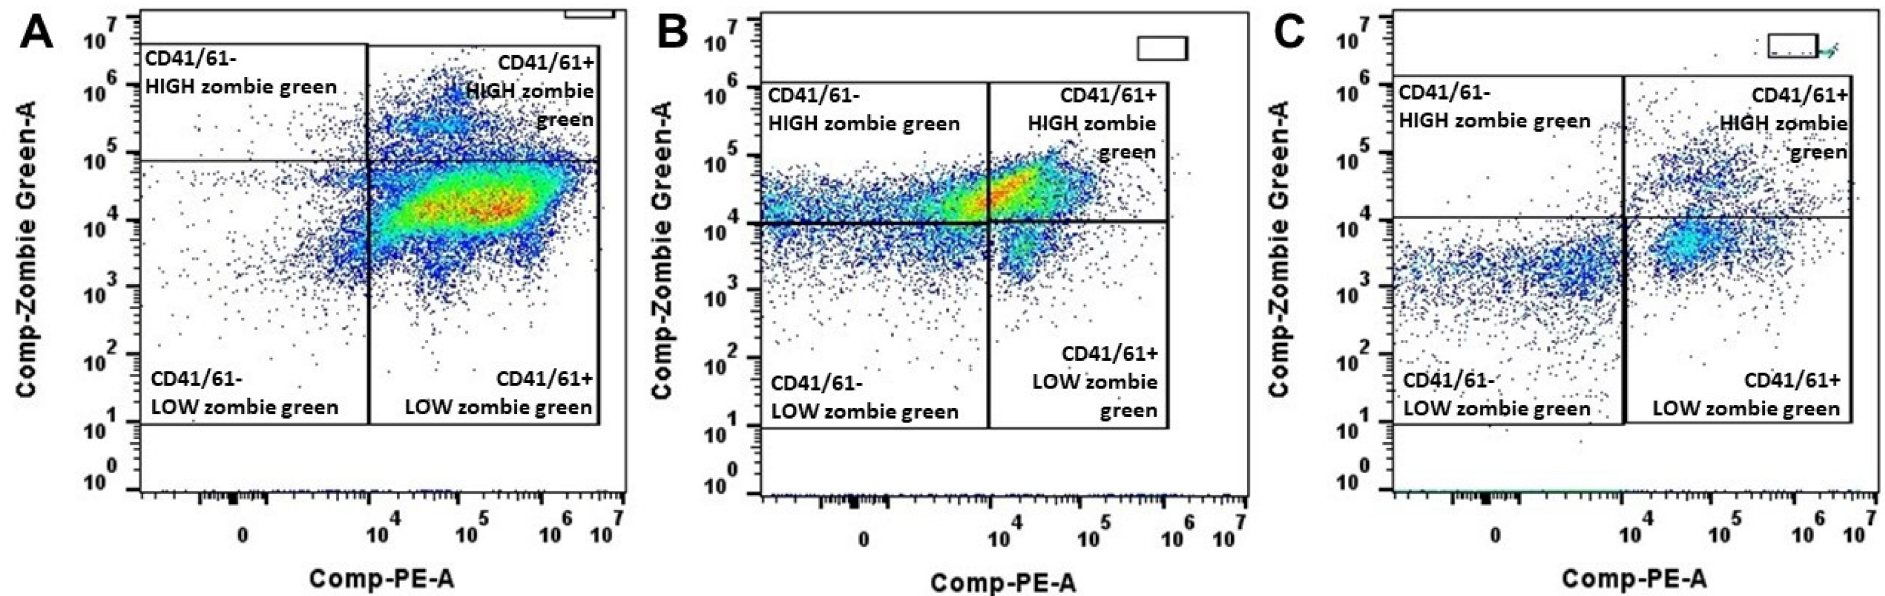 A
Comp-Zombie Green-A
10^7
10^6
10^5
10^4
10^3
10^2
10^1
10^0
CD41/61-
HIGH zombie green
CD41/61+
HIGH zombie
green
CD41/61-
LOW zombie green
CD41/61+
LOW zombie green
0 10^4 10^5 10^6 10^7
Comp-PE-A
B
Comp-Zombie Green-A
10^7
10^6
10^5
10^4
10^3
10^2
10^1
10^0
CD41/61-
HIGH zombie green
CD41/61+
HIGH zombie
green
CD41/61-
LOW zombie green
CD41/61+
LOW zombie
green
0 10^4 10^5 10^6 10^7
Comp-PE-A
C
Comp-Zombie Green-A
10^7
10^6
10^5
10^4
10^3
10^2
10^1
10^0
CD41/61-
HIGH zombie green
CD41/61+
HIGH zombie
green
CD41/61-
LOW zombie green
CD41/61+
LOW zombie green
0 10^4 10^5 10^6 10^7
Comp-PE-A